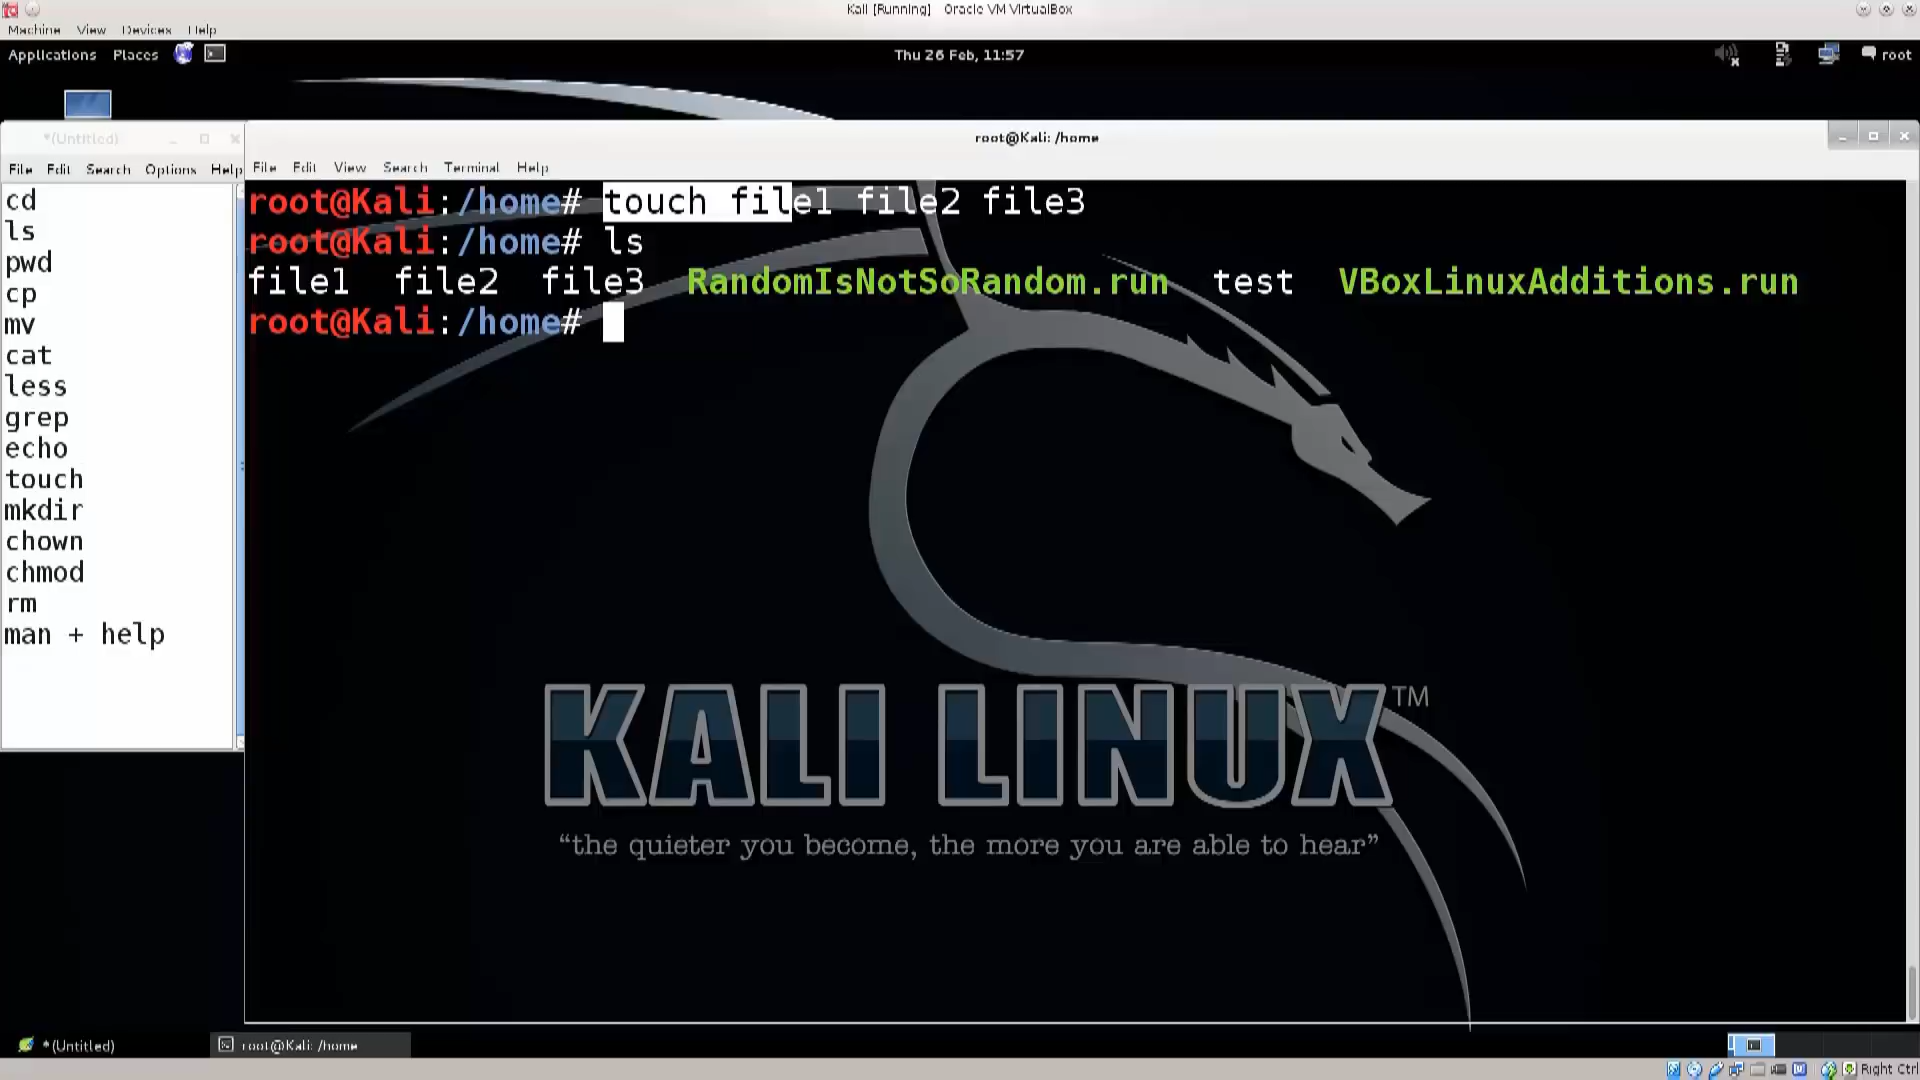 Kali [Running] - Oracle VM VirtualBox
Machine View Devices Help
Applications Places Thu 26 Feb, 11:57 root
*(Untitled)
File Edit Search Options Help
cd
ls
pwd
cp
mv
cat
less
grep
echo
touch
mkdir
chown
chmod
rm
man + help
root@Kali: /home
File Edit View Search Terminal Help
root@Kali:/home# touch file1 file2 file3
root@Kali:/home# ls
file1 file2 file3 RandomIsNotSoRandom.run test VBoxLinuxAdditions.run
root@Kali:/home#
KALI LINUX™
“the quieter you become, the more you are able to hear”
*(Untitled) root@Kali: /home
Right Ctrl